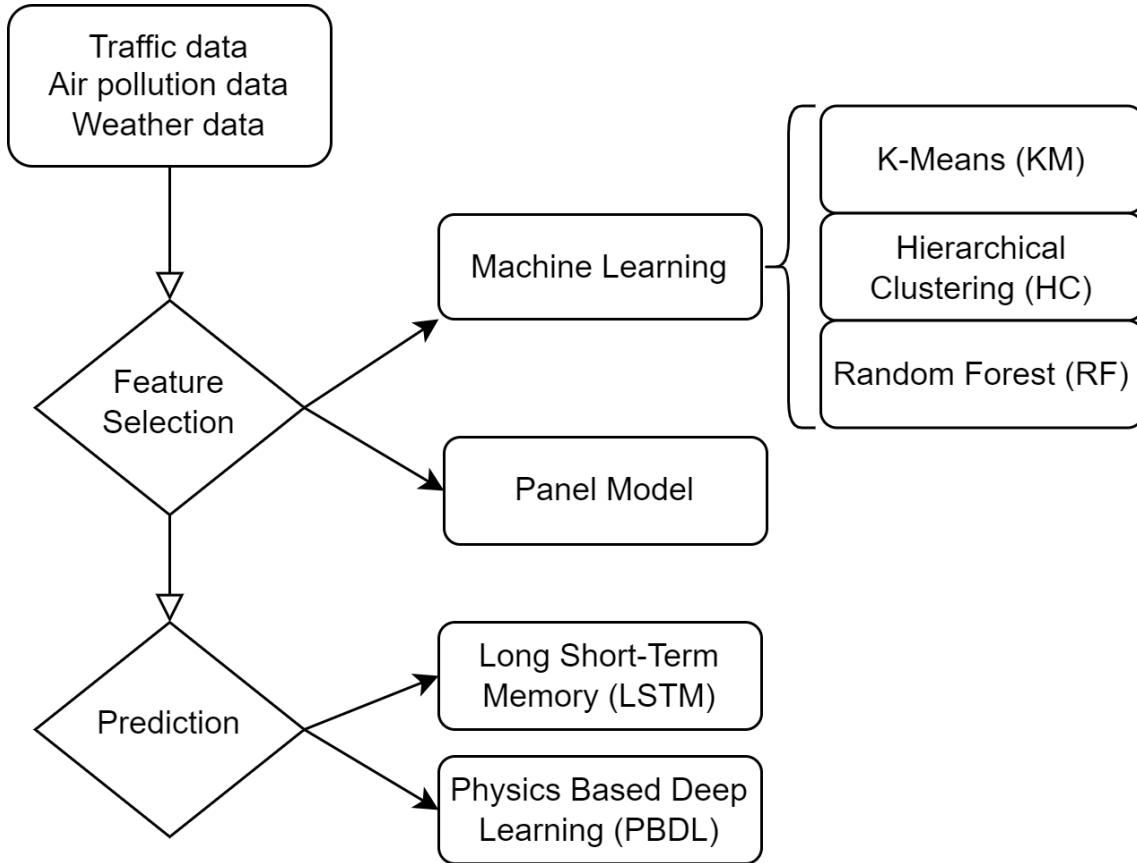 Traffic data
Air pollution data
Weather data
Feature
Selection
Machine Learning
K-Means (KM)
Hierarchical
Clustering (HC)
Random Forest (RF)
Panel Model
Prediction
Long Short-Term
Memory (LSTM)
Physics Based Deep
Learning (PBDL)